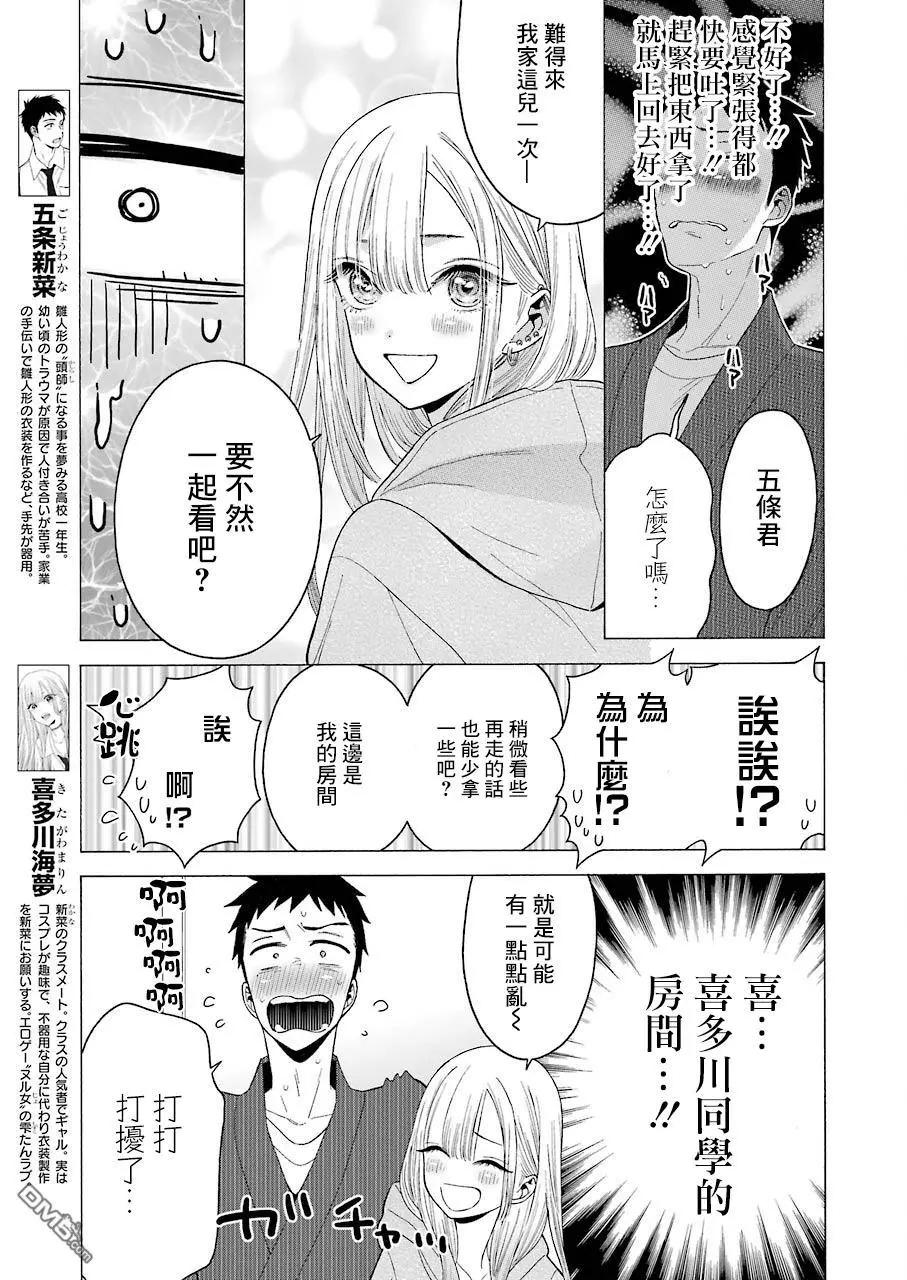 不好了…!!
感覺緊張得都
快要吐了…!!
趕緊把東西拿了
就馬上回去好了…!!
五條君
怎麼了嗎…
難得來
我家這兒一次—
要不然
一起看吧?
誒誒!?
為
為什麼!?
稍微看些
再走的話
也能少拿
一些吧?
這邊是
我的房間
誒
啊!?
心跳
喜…
喜多川同學的
房間…!!
就是可能
有一點點亂~
啊啊啊啊
打打
打擾了…
ガチャ
五条新菜
ごじょうわかな
雛人形の〝頭師〟になる事を夢みる高校一年生。
かしらし
幼い頃のトラウマが原因で人付き合いが苦手。家業
の手伝いで雛人形の衣装を作るなど、手先が器用。
喜多川海夢
きたがわまりん
新菜のクラスメート。クラスの人気者でギャル。実は
わかな
コスプレが趣味で、不器用な自分に代わり衣装製作
を新菜にお願いする。エロゲー〝ヌル女〟の雫たんラブ
DM5.com